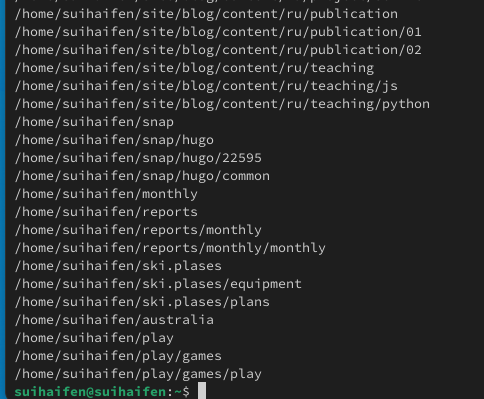 /home/suihaifen/site/blog/content/ru/publication
/home/suihaifen/site/blog/content/ru/publication/01
/home/suihaifen/site/blog/content/ru/publication/02
/home/suihaifen/site/blog/content/ru/teaching
/home/suihaifen/site/blog/content/ru/teaching/js
/home/suihaifen/site/blog/content/ru/teaching/python
/home/suihaifen/snap
/home/suihaifen/snap/hugo
/home/suihaifen/snap/hugo/22595
/home/suihaifen/snap/hugo/common
/home/suihaifen/monthly
/home/suihaifen/reports
/home/suihaifen/reports/monthly
/home/suihaifen/reports/monthly/monthly
/home/suihaifen/ski.plases
/home/suihaifen/ski.plases/equipment
/home/suihaifen/ski.plases/plans
/home/suihaifen/australia
/home/suihaifen/play
/home/suihaifen/play/games
/home/suihaifen/play/games/play
suihaifen@suihaifen:~$